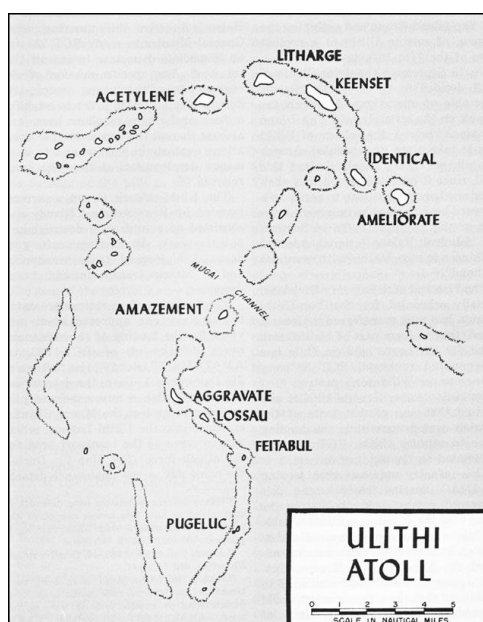 LITHARGE
KEENSET
ACETYLENE
IDENTICAL
AMELIORATE
MUGAI CHANNEL
AMAZEMENT
AGGRAVATE
LOSSAU
FEITABUL
PUGELUC
ULITHI
ATOLL
0 1 2 3 4 5
SCALE IN NAUTICAL MILES